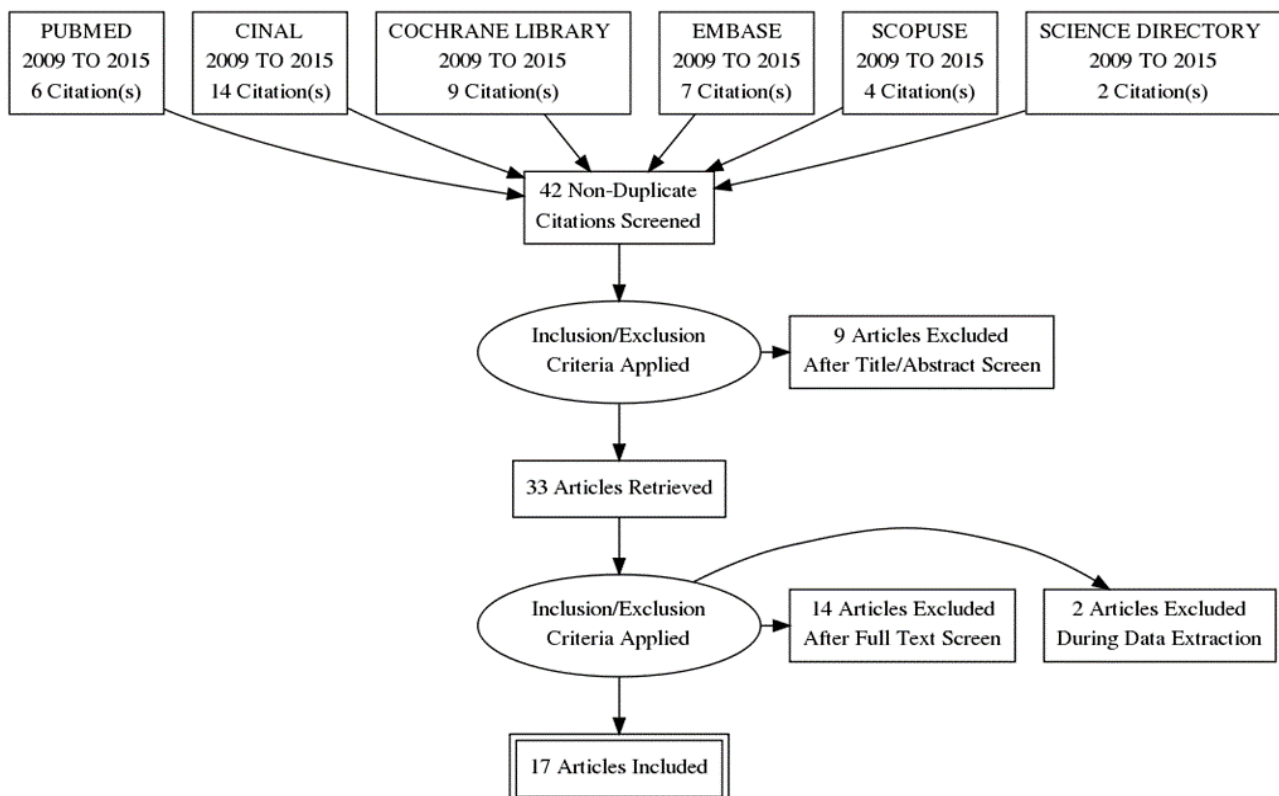 PUBMED
2009 TO 2015
6 Citation(s)
CINAL
2009 TO 2015
14 Citation(s)
COCHRANE LIBRARY
2009 TO 2015
9 Citation(s)
EMBASE
2009 TO 2015
7 Citation(s)
SCOPUSE
2009 TO 2015
4 Citation(s)
SCIENCE DIRECTORY
2009 TO 2015
2 Citation(s)
42 Non-Duplicate
Citations Screened
Inclusion/Exclusion
Criteria Applied
9 Articles Excluded
After Title/Abstract Screen
33 Articles Retrieved
Inclusion/Exclusion
Criteria Applied
14 Articles Excluded
After Full Text Screen
2 Articles Excluded
During Data Extraction
17 Articles Included